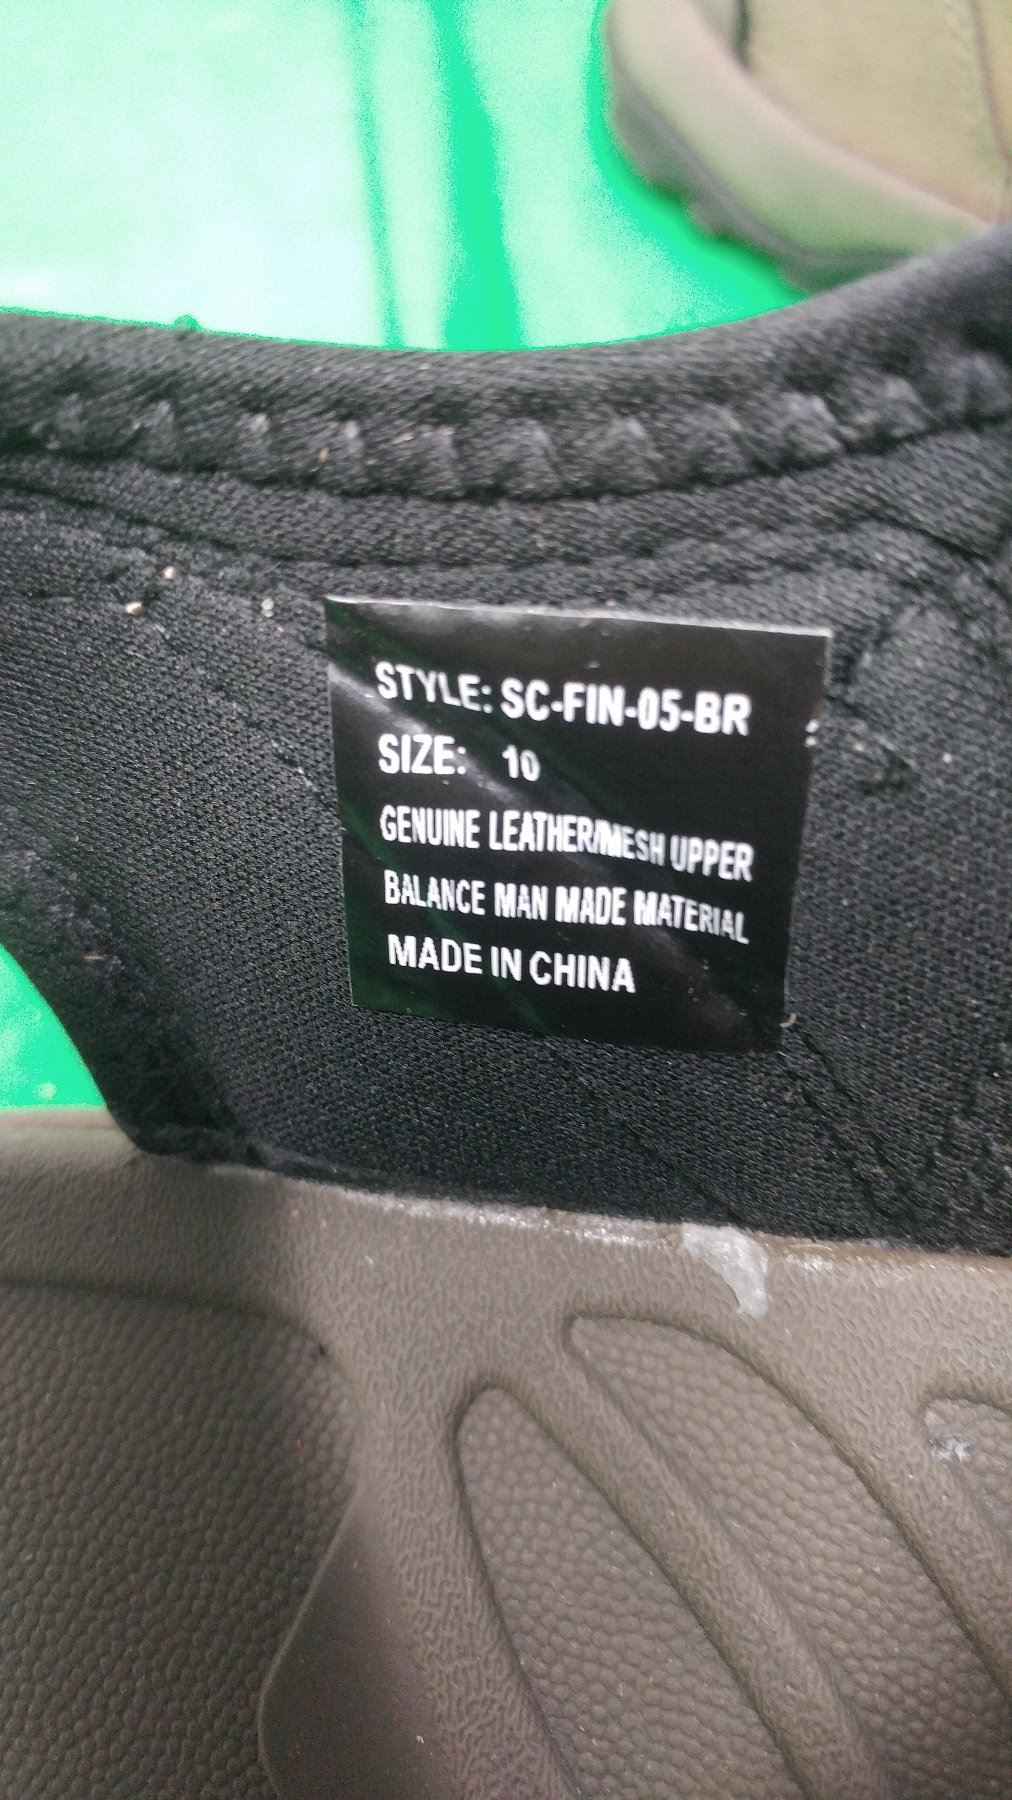 STYLE: SC-FIN-05-BR
SIZE: 10
GENUINE LEATHER/MESH UPPER
BALANCE MAN MADE MATERIAL
MADE IN CHINA